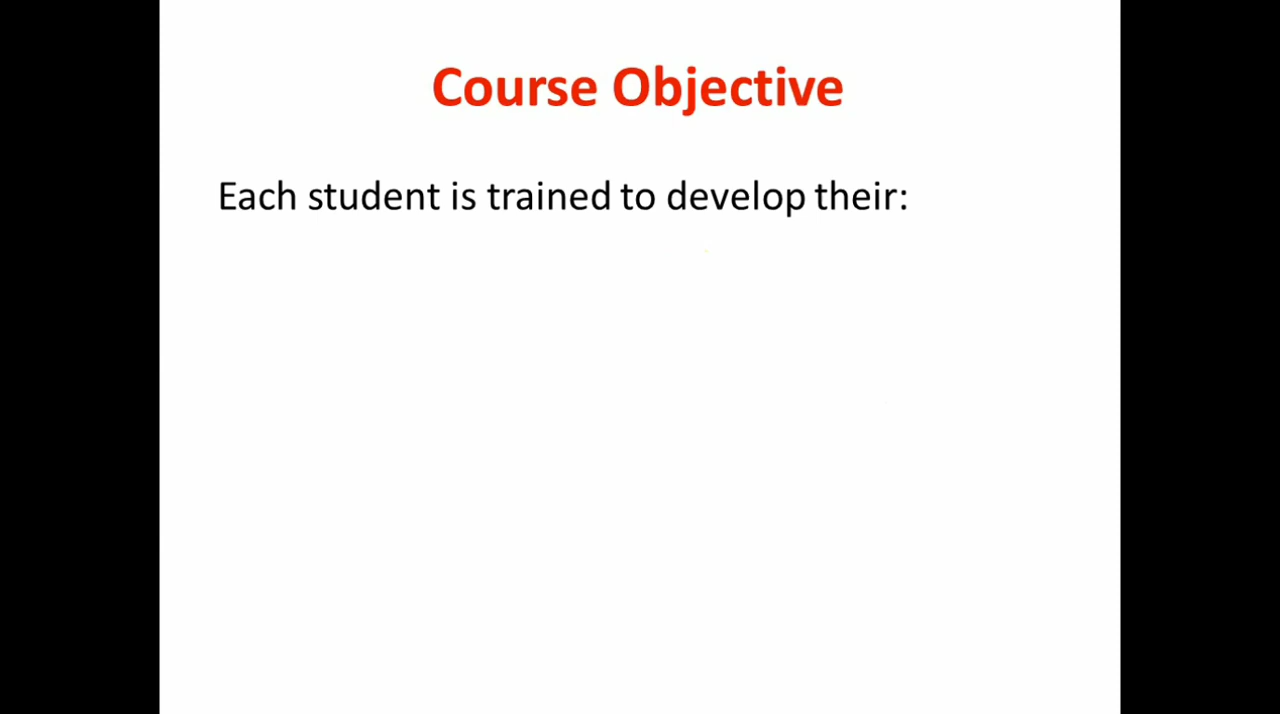 Course Objective
Each student is trained to develop their: